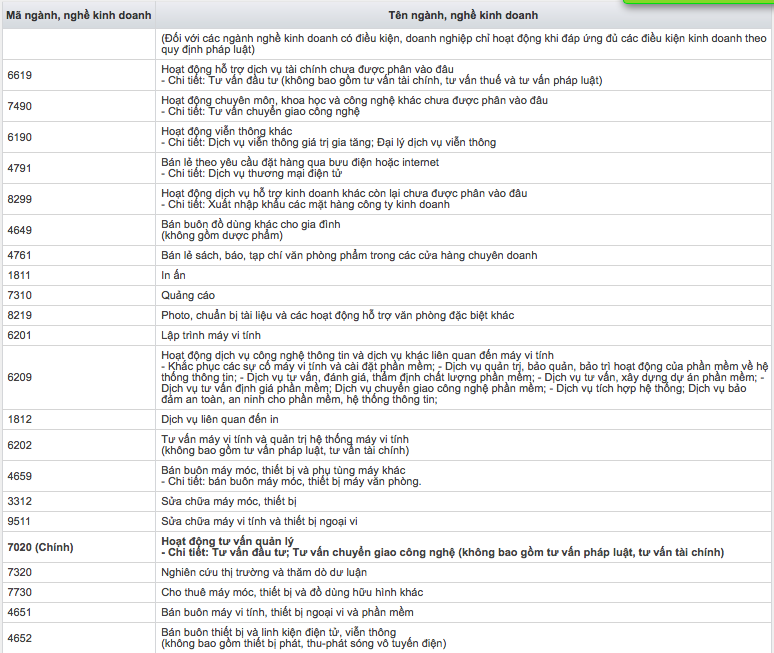 Mã ngành, nghề kinh doanh
Tên ngành, nghề kinh doanh
(Đối với các ngành nghề kinh doanh có điều kiện, doanh nghiệp chỉ hoạt động khi đáp ứng đủ các điều kiện kinh doanh theo
quy định pháp luật)
6619
Hoạt động hỗ trợ dịch vụ tài chính chưa được phân vào đâu
- Chi tiết: Tư vấn đầu tư (không bao gồm tư vấn tài chính, tư vấn thuế và tư vấn pháp luật)
7490
Hoạt động chuyên môn, khoa học và công nghệ khác chưa được phân vào đâu
- Chi tiết: Tư vấn chuyển giao công nghệ
6190
Hoạt động viễn thông khác
- Chi tiết: Dịch vụ viễn thông giá trị gia tăng; Đại lý dịch vụ viễn thông
4791
Bán lẻ theo yêu cầu đặt hàng qua bưu điện hoặc internet
- Chi tiết: Dịch vụ thương mại điện tử
8299
Hoạt động dịch vụ hỗ trợ kinh doanh khác còn lại chưa được phân vào đâu
- Chi tiết: Xuất nhập khẩu các mặt hàng công ty kinh doanh
4649
Bán buôn đồ dùng khác cho gia đình
(không gồm dược phẩm)
4761
Bán lẻ sách, báo, tạp chí văn phòng phẩm trong các cửa hàng chuyên doanh
1811
In ấn
7310
Quảng cáo
8219
Photo, chuẩn bị tài liệu và các hoạt động hỗ trợ văn phòng đặc biệt khác
6201
Lập trình máy vi tính
6209
Hoạt động dịch vụ công nghệ thông tin và dịch vụ khác liên quan đến máy vi tính
- Khắc phục các sự cố máy vi tính và cài đặt phần mềm; - Dịch vụ quản trị, bảo quản, bảo trì hoạt động của phần mềm về hệ
thống thông tin; - Dịch vụ tư vấn, đánh giá, thẩm định chất lượng phần mềm; - Dịch vụ tư vấn, xây dựng dự án phần mềm; -
Dịch vụ tư vấn định giá phần mềm; Dịch vụ chuyển giao công nghệ phần mềm; - Dịch vụ tích hợp hệ thống; Dịch vụ bảo
đảm an toàn, an ninh cho phần mềm, hệ thống thông tin;
1812
Dịch vụ liên quan đến in
6202
Tư vấn máy vi tính và quản trị hệ thống máy vi tính
(không bao gồm tư vấn pháp luật, tư vấn tài chính)
4659
Bán buôn máy móc, thiết bị và phụ tùng máy khác
- Chi tiết: bán buôn máy móc, thiết bị máy văn phòng.
3312
Sửa chữa máy móc, thiết bị
9511
Sửa chữa máy vi tính và thiết bị ngoại vi
7020 (Chính)
Hoạt động tư vấn quản lý
- Chi tiết: Tư vấn đầu tư; Tư vấn chuyển giao công nghệ (không bao gồm tư vấn pháp luật, tư vấn tài chính)
7320
Nghiên cứu thị trường và thăm dò dư luận
7730
Cho thuê máy móc, thiết bị và đồ dùng hữu hình khác
4651
Bán buôn máy vi tính, thiết bị ngoại vi và phần mềm
4652
Bán buôn thiết bị và linh kiện điện tử, viễn thông
(không bao gồm thiết bị phát, thu-phát sóng vô tuyến điện)